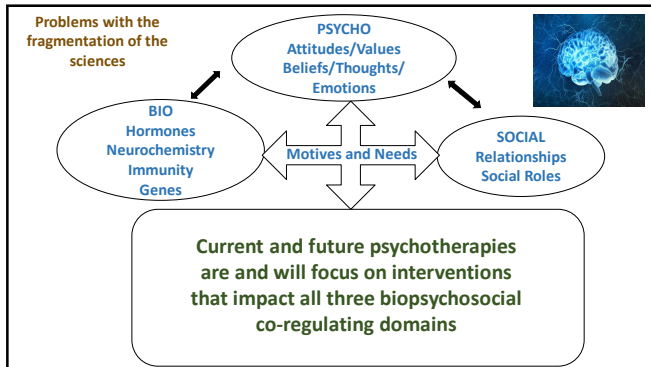 Problems with the
fragmentation of the
sciences
PSYCHO
Attitudes/Values
Beliefs/Thoughts/
Emotions
BIO
Hormones
Neurochemistry
Immunity
Genes
Motives and Needs
SOCIAL
Relationships
Social Roles
Current and future psychotherapies
are and will focus on interventions
that impact all three biopsychosocial
co-regulating domains